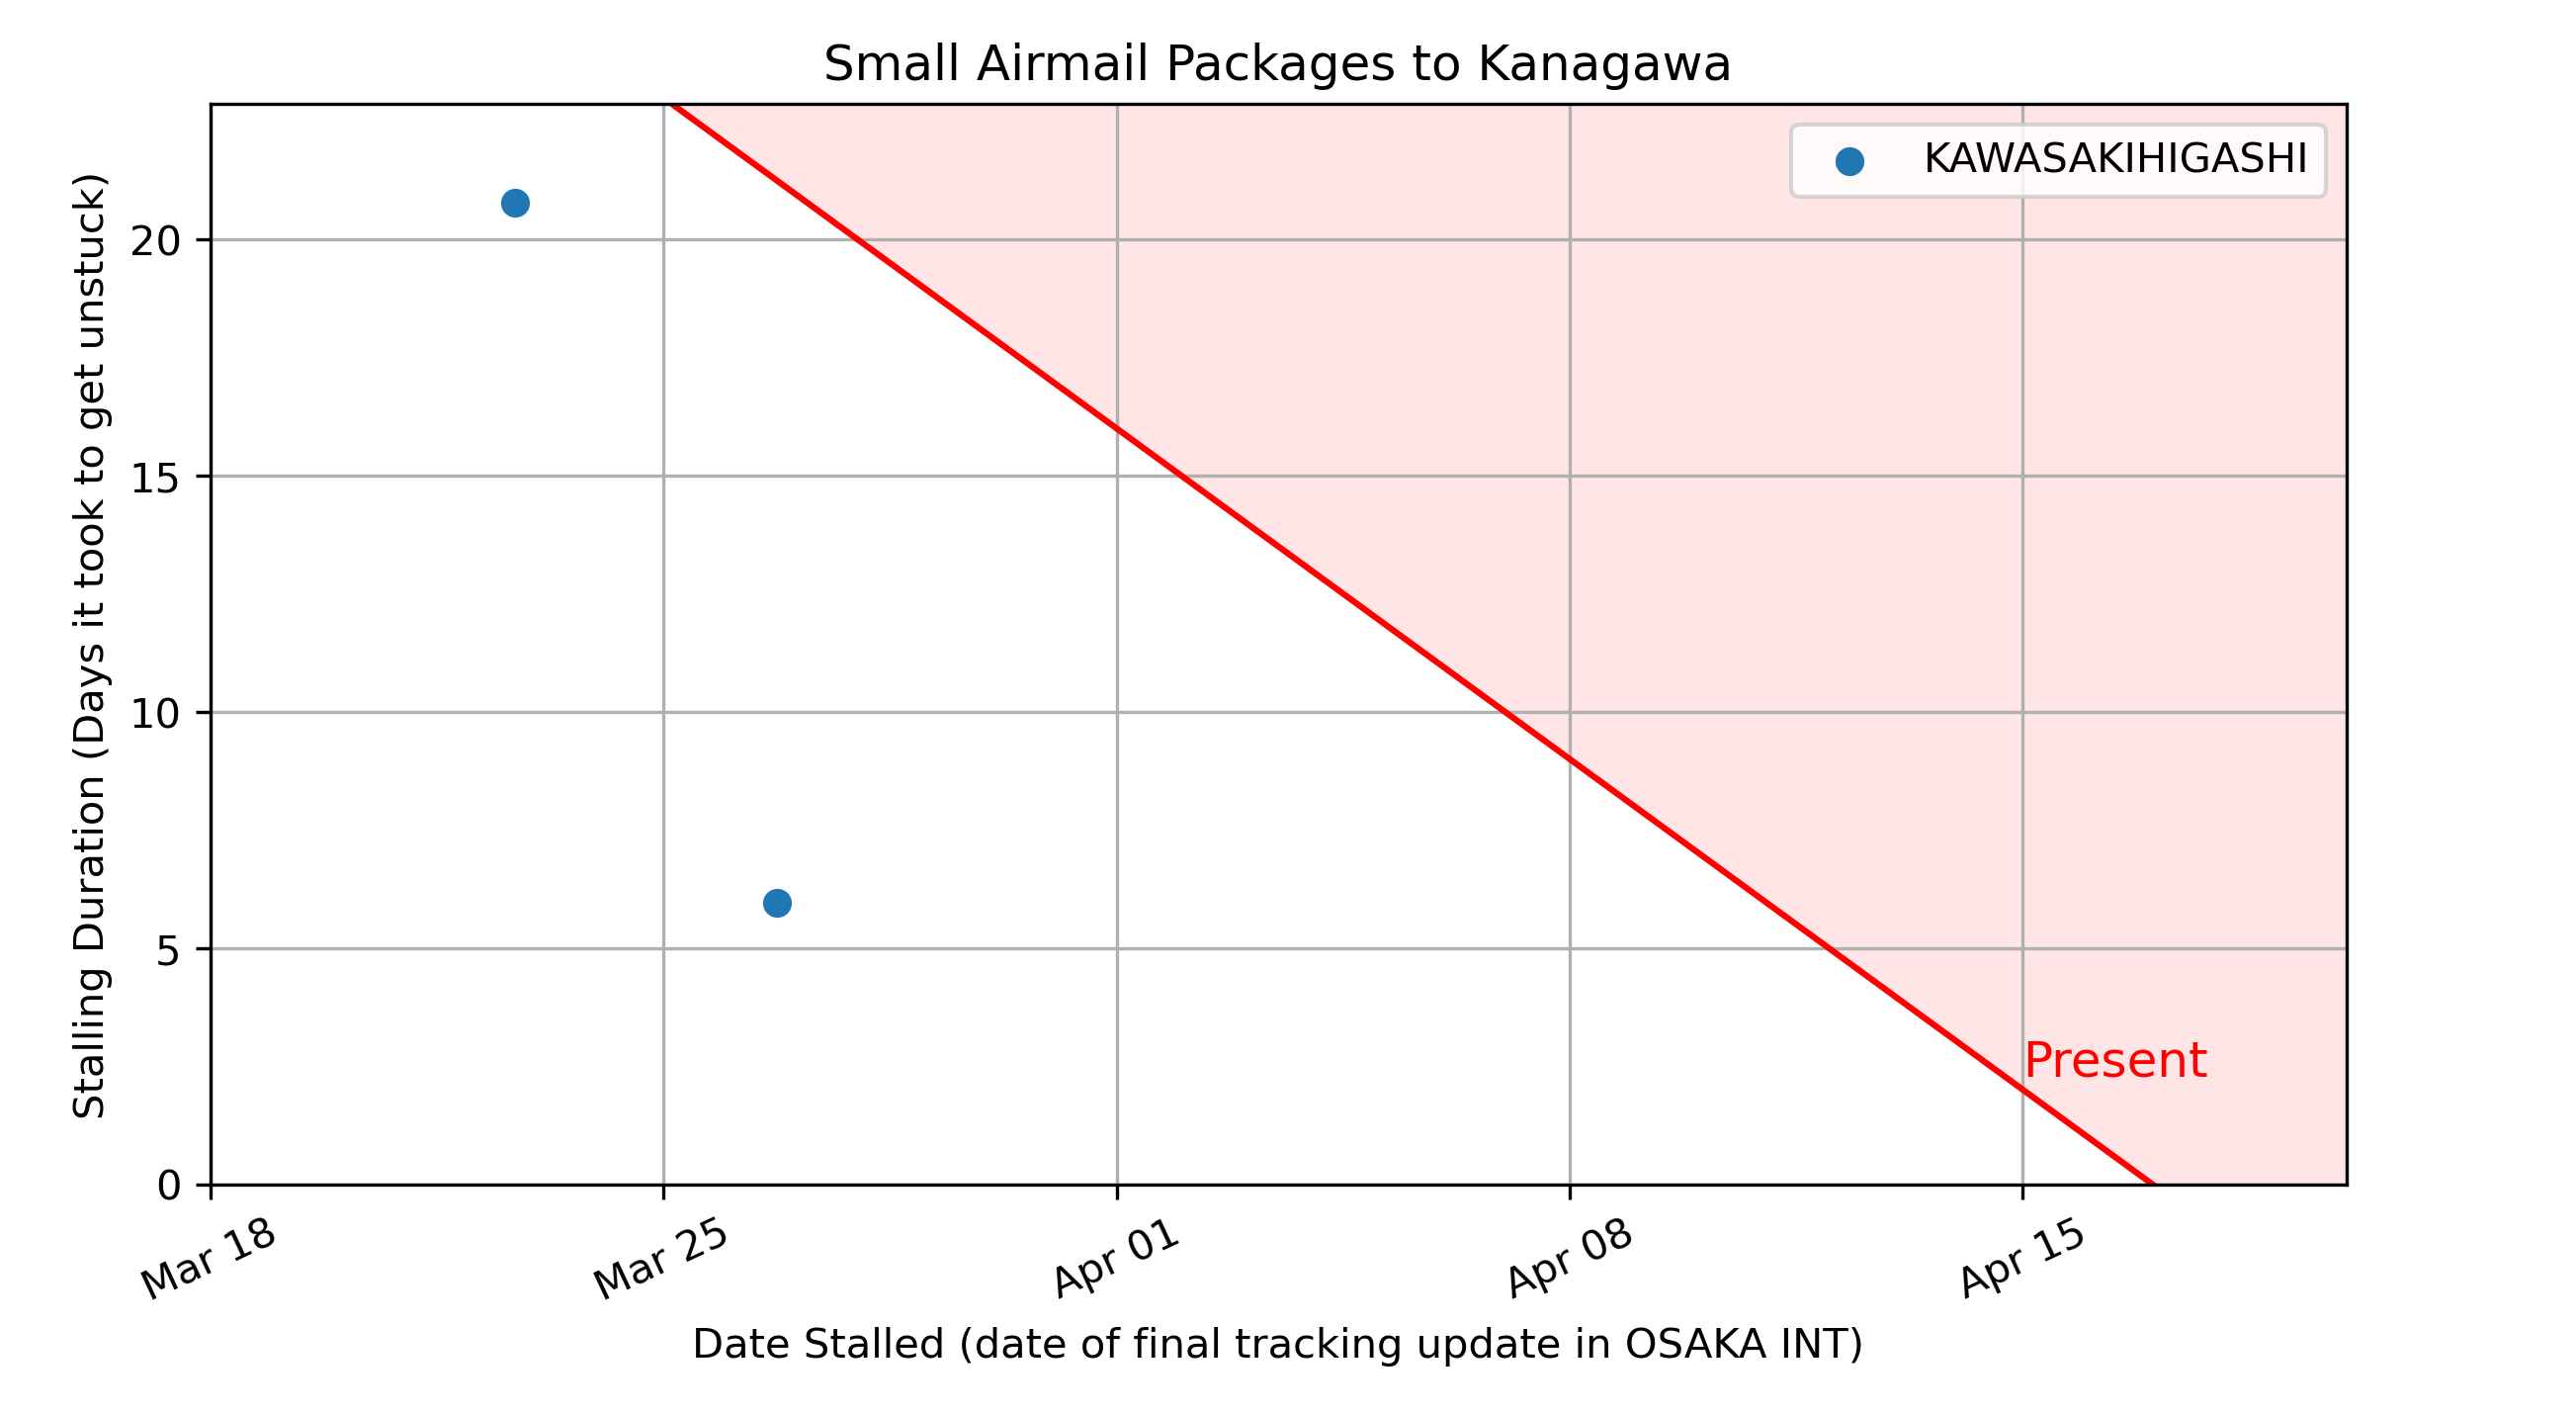 Small Airmail Packages to Kanagawa
KAWASAKIHIGASHI
Stalling Duration (Days it took to get unstuck)
20
15
10
5
0
Present
Mar 18
Mar 25
Apr 01
Apr 08
Apr 15
Date Stalled (date of final tracking update in OSAKA INT)